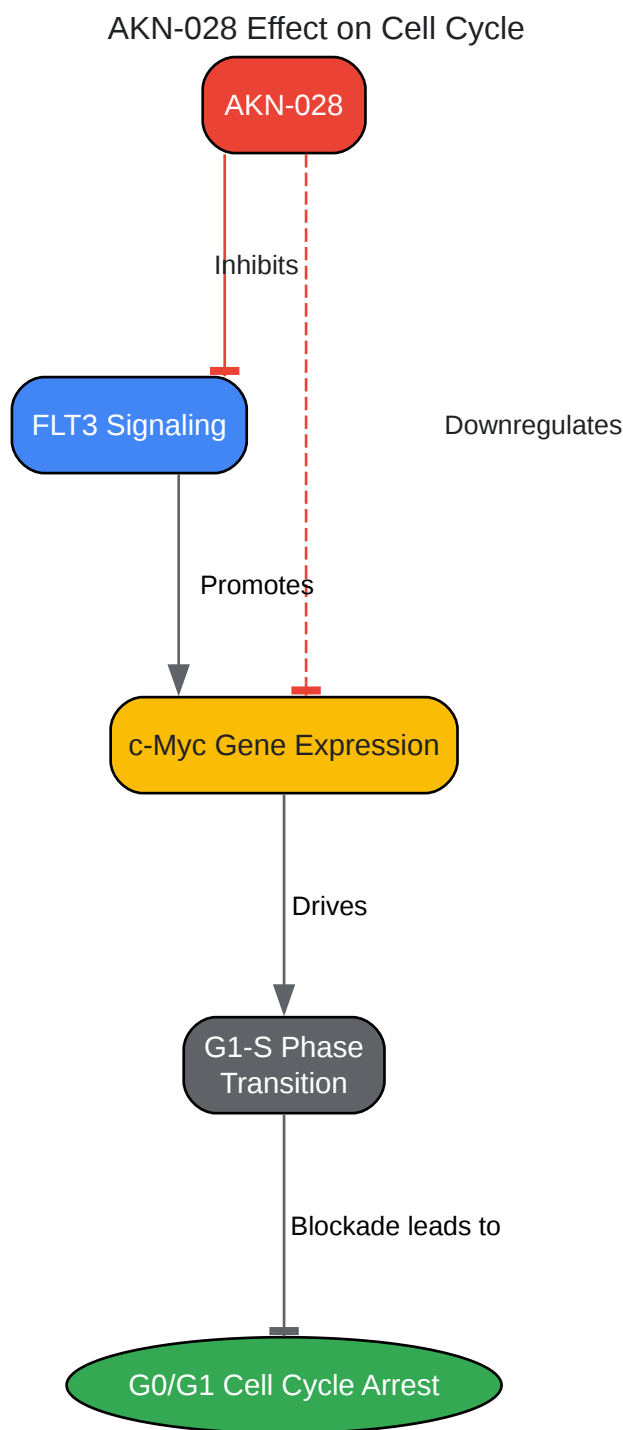 AKN-028 Effect on Cell Cycle
AKN-028
Inhibits
FLT3 Signaling
Downregulates
Promotes
c-Myc Gene Expression
Drives
G1-S Phase
Transition
Blockade leads to
G0/G1 Cell Cycle Arrest